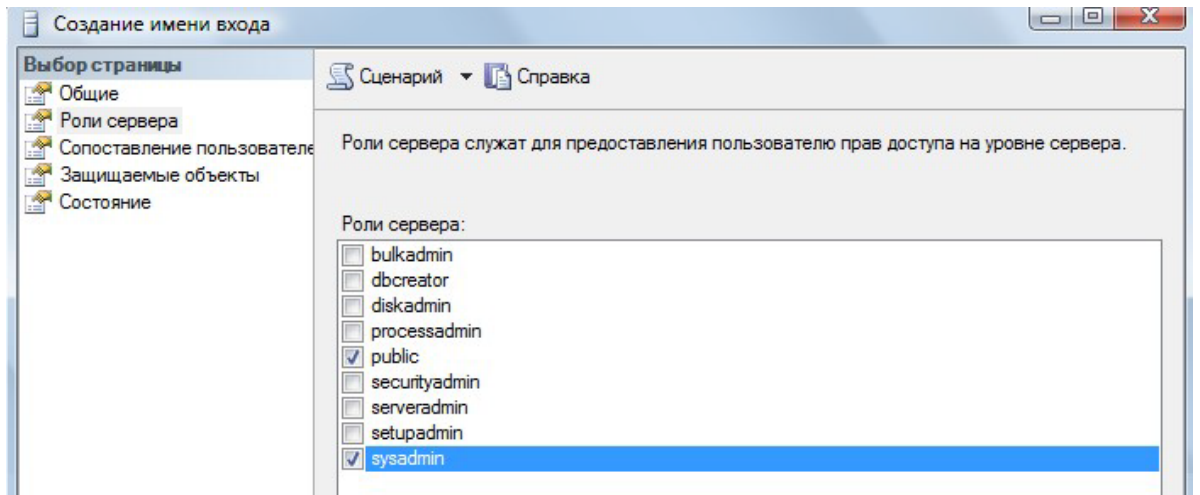 Создание имени входа
Выбор страницы
Общие
Роли сервера
Сопоставление пользователе
Защищаемые объекты
Состояние
Сценарий Справка
Роли сервера служат для предоставления пользователю прав доступа на уровне сервера.
Роли сервера:
bulkadmin
dbcreator
diskadmin
processadmin
public
securityadmin
serveradmin
setupadmin
sysadmin